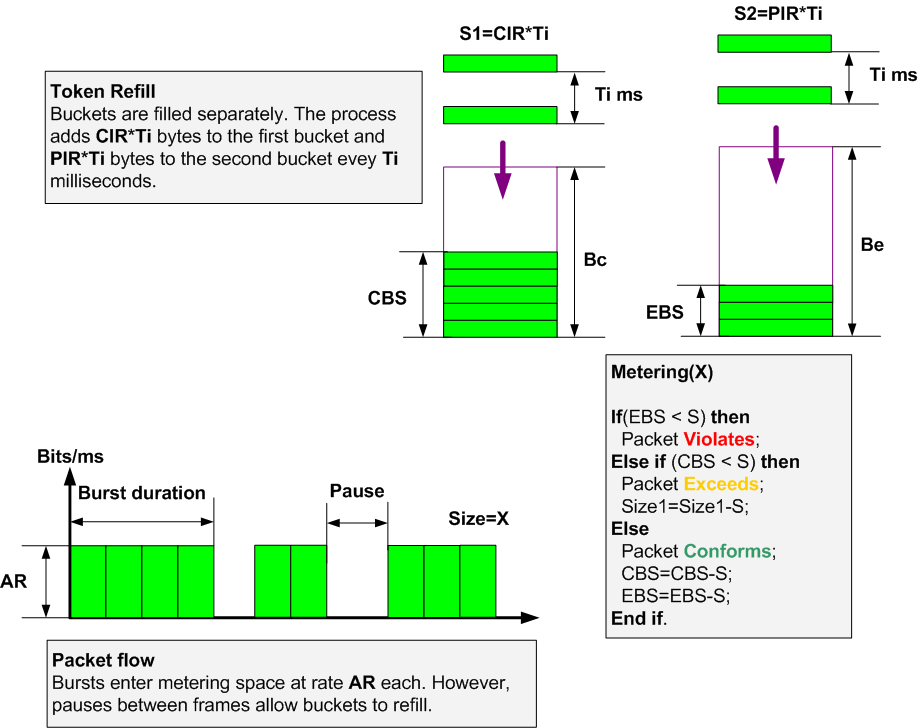 S1=CIR*Ti
S2=PIR*Ti
Ti ms
Ti ms
Token Refill
Buckets are filled separately. The process
adds CIR*Ti bytes to the first bucket and
PIR*Ti bytes to the second bucket evey Ti
milliseconds.
CBS
Bc
EBS
Be
Metering(X)
If(EBS < S) then
Packet Violates;
Else if (CBS < S) then
Packet Exceeds;
Size1=Size1-S;
Else
Packet Conforms;
CBS=CBS-S;
EBS=EBS-S;
End if.
Bits/ms
Burst duration
Pause
Size=X
AR
Packet flow
Bursts enter metering space at rate AR each. However,
pauses between frames allow buckets to refill.